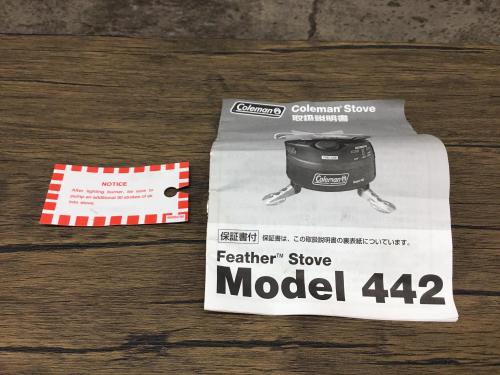 NOTICE
After lighting burner, be sure to
pump an additional 30 strokes of air
into stove.
Coleman
Coleman® Stove
取扱説明書
Coleman
保証書付 保証書は、この取扱説明書の裏表紙についています。
Feather™ Stove
Model 442